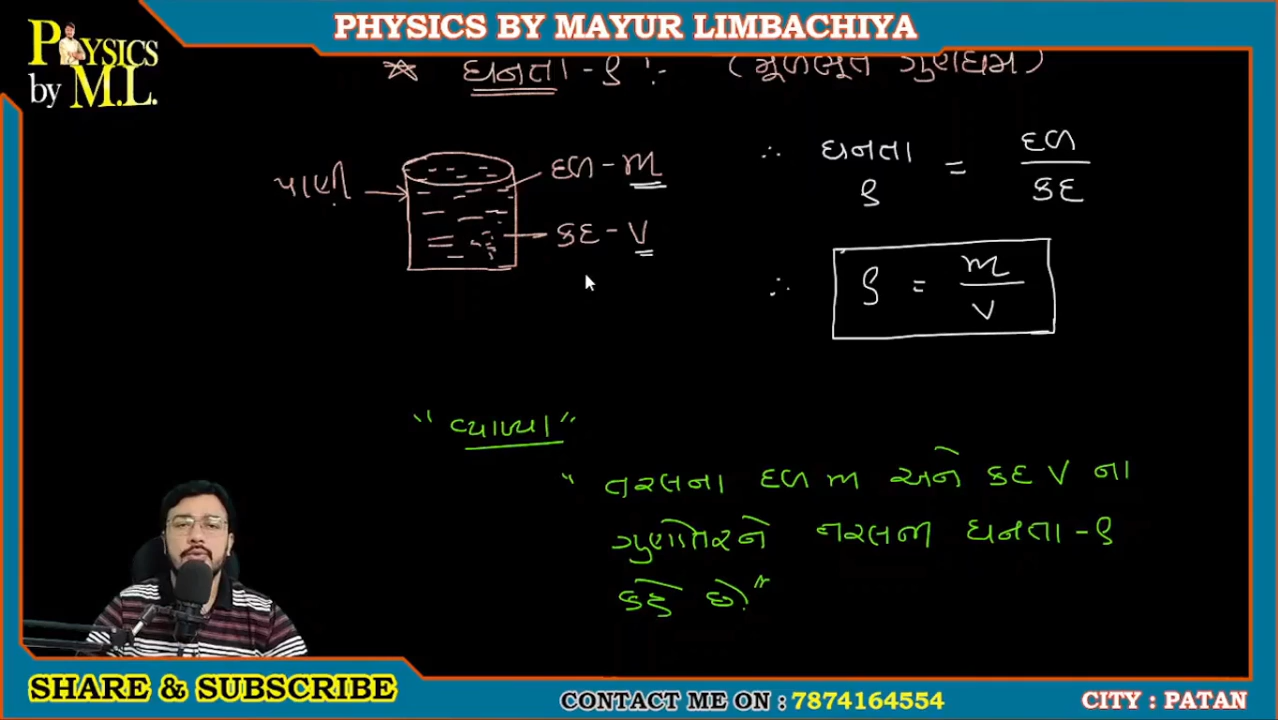 PHYSICS BY MAYUR LIMBACHIYA
PHYSICS
by M.L.
* ઘનતા - ρ :- (મૂળભૂત ગુણધર્મ)
પાણી
દળ - m
કદ - V
∴ ઘનતા ρ = દળ / કદ
∴ ρ = m / V
"વ્યાખ્યા"
"તરલના દળ m અને કદ V ના
ગુણોત્તરને તરલની ઘનતા - ρ
કહે છે."
SHARE & SUBSCRIBE
CONTACT ME ON : 7874164554
CITY : PATAN